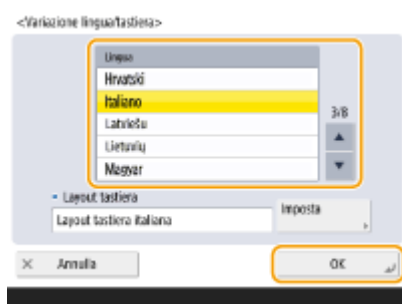 <Variazione lingua/tastiera>
Lingua
Hrvatski
Italiano
Latviešu
3/8
Lietuvių
Magyar
Layout tastiera
Layout tastiera italiana
Imposta
Annulla
OK